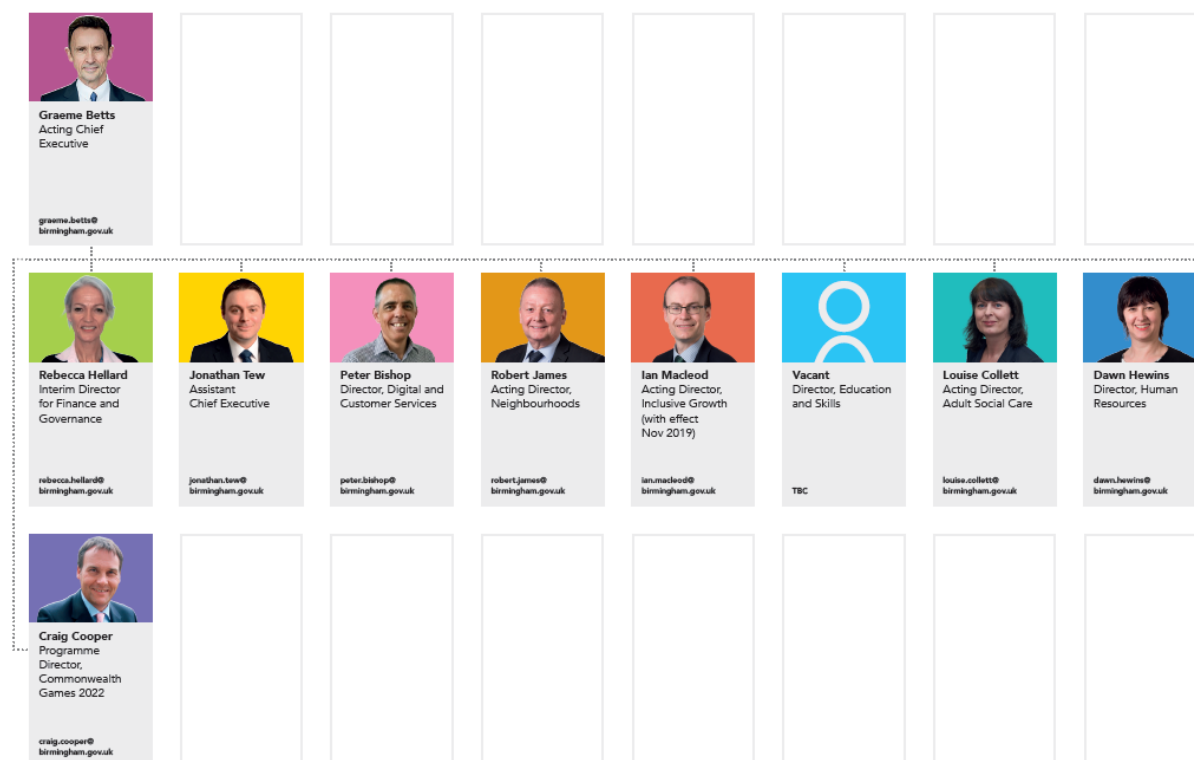 Graeme Betts
Acting Chief
Executive
graeme.betts@
birmingham.gov.uk
Rebecca Hellard
Interim Director
for Finance and
Governance
rebecca.hellard@
birmingham.gov.uk
Jonathan Tew
Assistant
Chief Executive
jonathan.tew@
birmingham.gov.uk
Peter Bishop
Director, Digital and
Customer Services
peter.bishop@
birmingham.gov.uk
Robert James
Acting Director,
Neighbourhoods
robert.james@
birmingham.gov.uk
Ian Macleod
Acting Director,
Inclusive Growth
(with effect
Nov 2019)
ian.macleod@
birmingham.gov.uk
Vacant
Director, Education
and Skills
TBC
Louise Collett
Acting Director,
Adult Social Care
louise.collett@
birmingham.gov.uk
Dawn Hewins
Director, Human
Resources
dawn.hewins@
birmingham.gov.uk
Craig Cooper
Programme
Director,
Commonwealth
Games 2022
craig.cooper@
birmingham.gov.uk